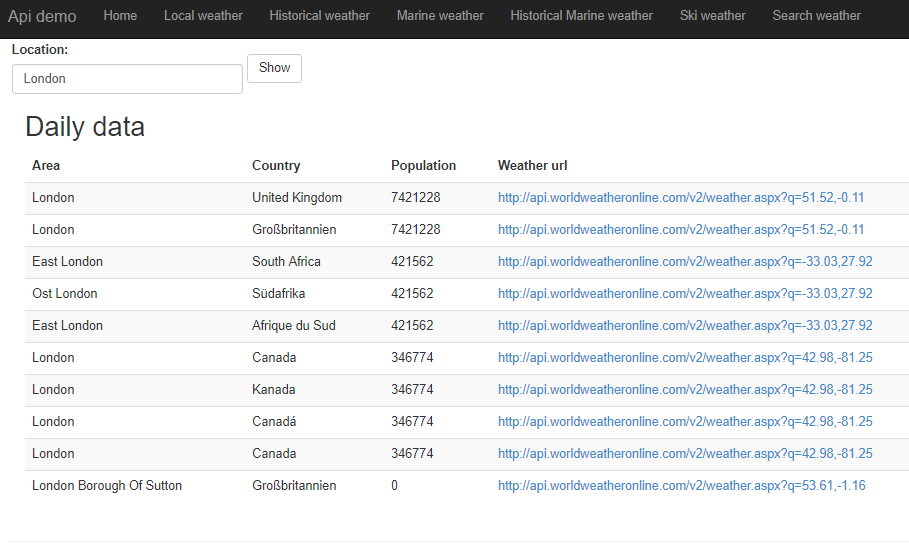 Api demo Home Local weather Historical weather Marine weather Historical Marine weather Ski weather Search weather
Location:
London Show
Daily data
Area Country Population Weather url
London United Kingdom 7421228 http://api.worldweatheronline.com/v2/weather.aspx?q=51.52,-0.11
London Großbritannien 7421228 http://api.worldweatheronline.com/v2/weather.aspx?q=51.52,-0.11
East London South Africa 421562 http://api.worldweatheronline.com/v2/weather.aspx?q=-33.03,27.92
Ost London Südafrika 421562 http://api.worldweatheronline.com/v2/weather.aspx?q=-33.03,27.92
East London Afrique du Sud 421562 http://api.worldweatheronline.com/v2/weather.aspx?q=-33.03,27.92
London Canada 346774 http://api.worldweatheronline.com/v2/weather.aspx?q=42.98,-81.25
London Kanada 346774 http://api.worldweatheronline.com/v2/weather.aspx?q=42.98,-81.25
London Canadá 346774 http://api.worldweatheronline.com/v2/weather.aspx?q=42.98,-81.25
London Canada 346774 http://api.worldweatheronline.com/v2/weather.aspx?q=42.98,-81.25
London Borough Of Sutton Großbritannien 0 http://api.worldweatheronline.com/v2/weather.aspx?q=53.61,-1.16